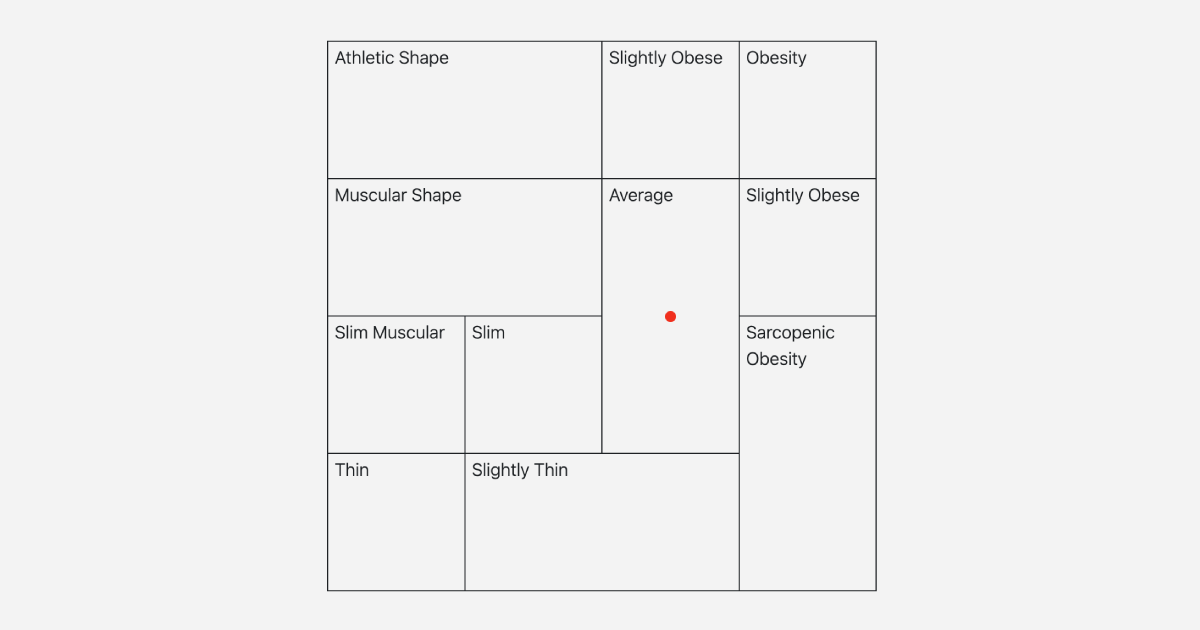 Athletic Shape
Slightly Obese
Obesity
Muscular Shape
Average
Slightly Obese
Slim Muscular
Slim
Sarcopenic
Obesity
Thin
Slightly Thin